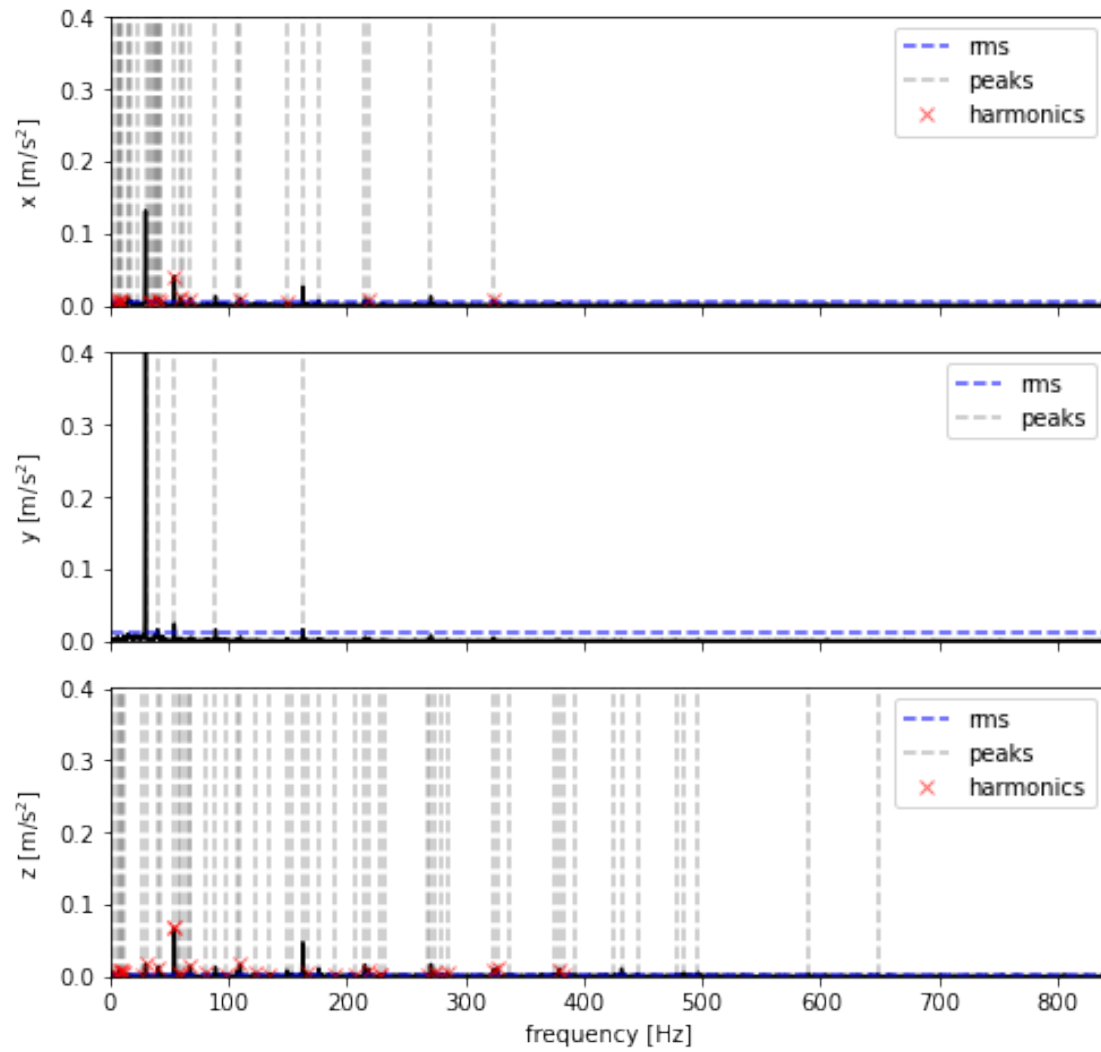 0.4
0.3
0.2
0.1
0.0
x [m/s²]
rms
peaks
harmonics
0.4
0.3
0.2
0.1
0.0
y [m/s²]
rms
peaks
0.4
0.3
0.2
0.1
0.0
z [m/s²]
rms
peaks
harmonics
0 100 200 300 400 500 600 700 800
frequency [Hz]